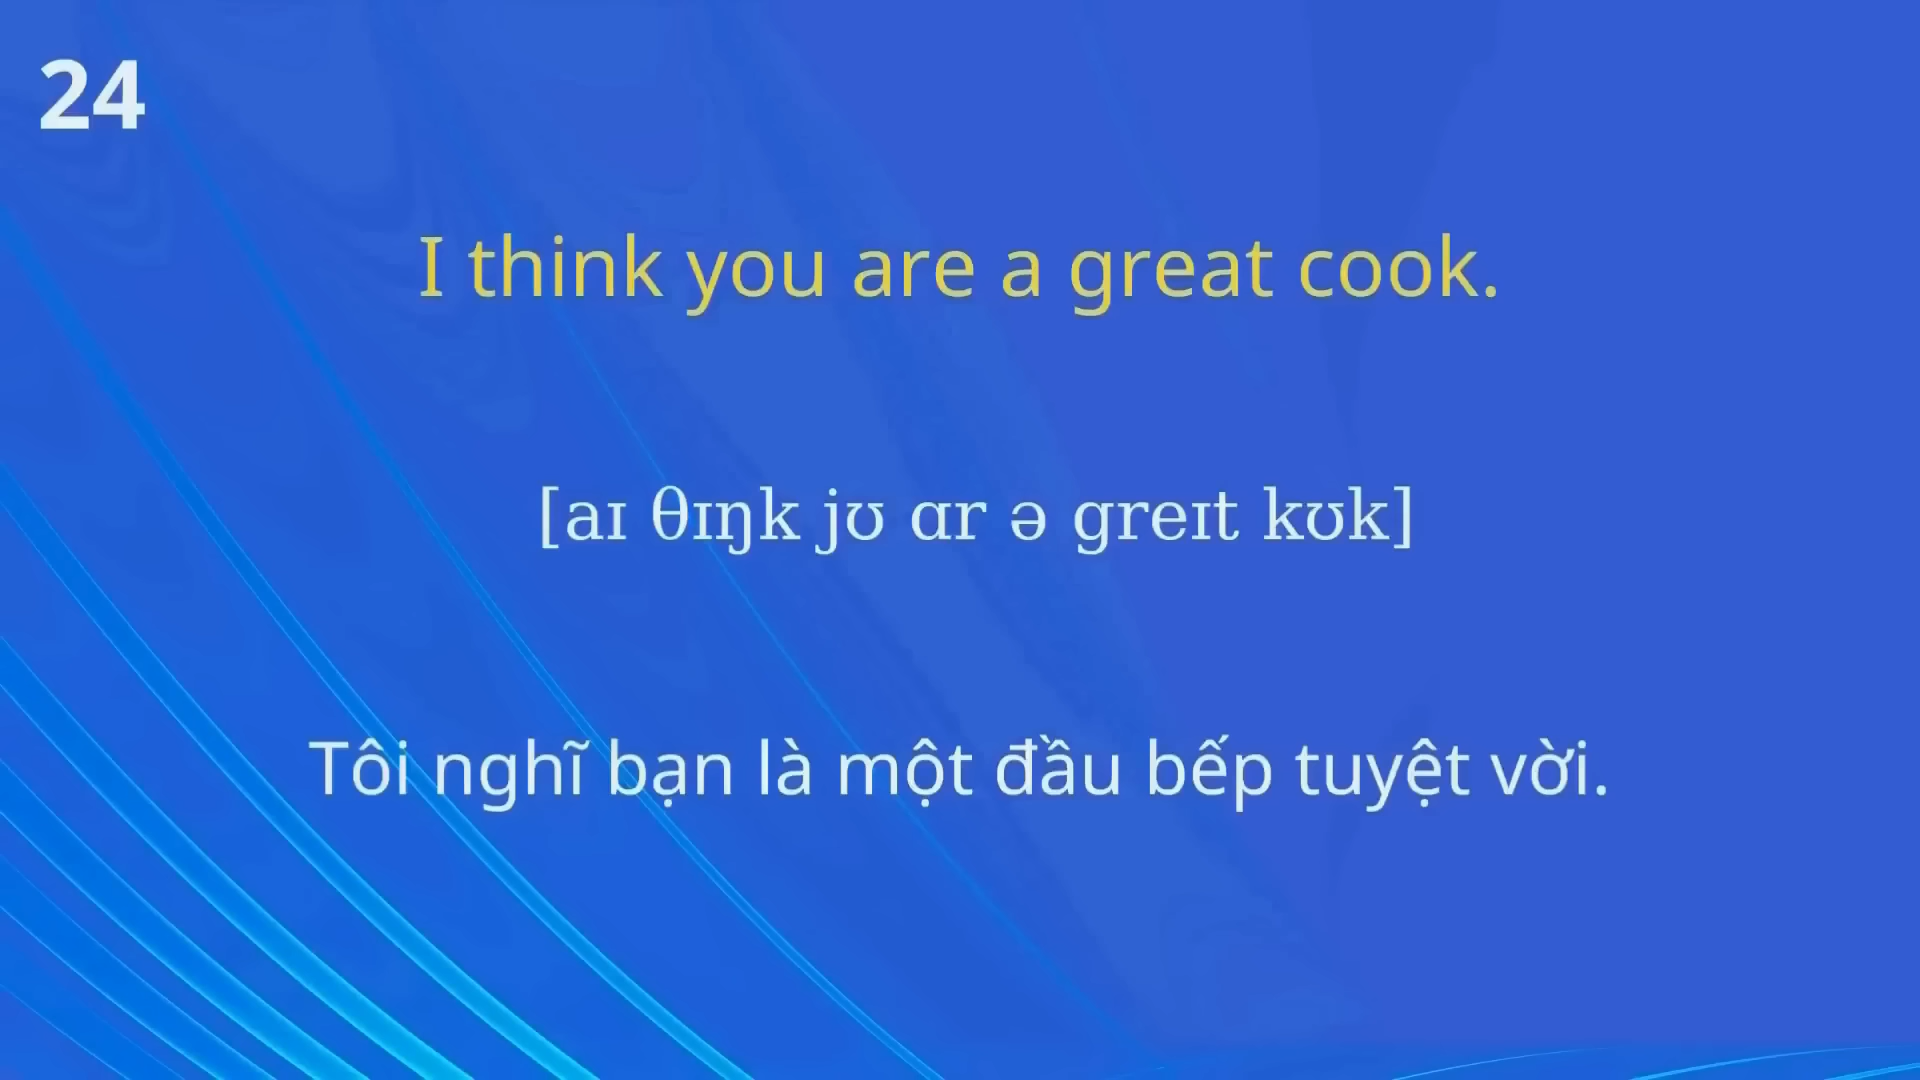 24
I think you are a great cook.
[aɪ θɪŋk jʊ ɑr ə greɪt kʊk]
Tôi nghĩ bạn là một đầu bếp tuyệt vời.